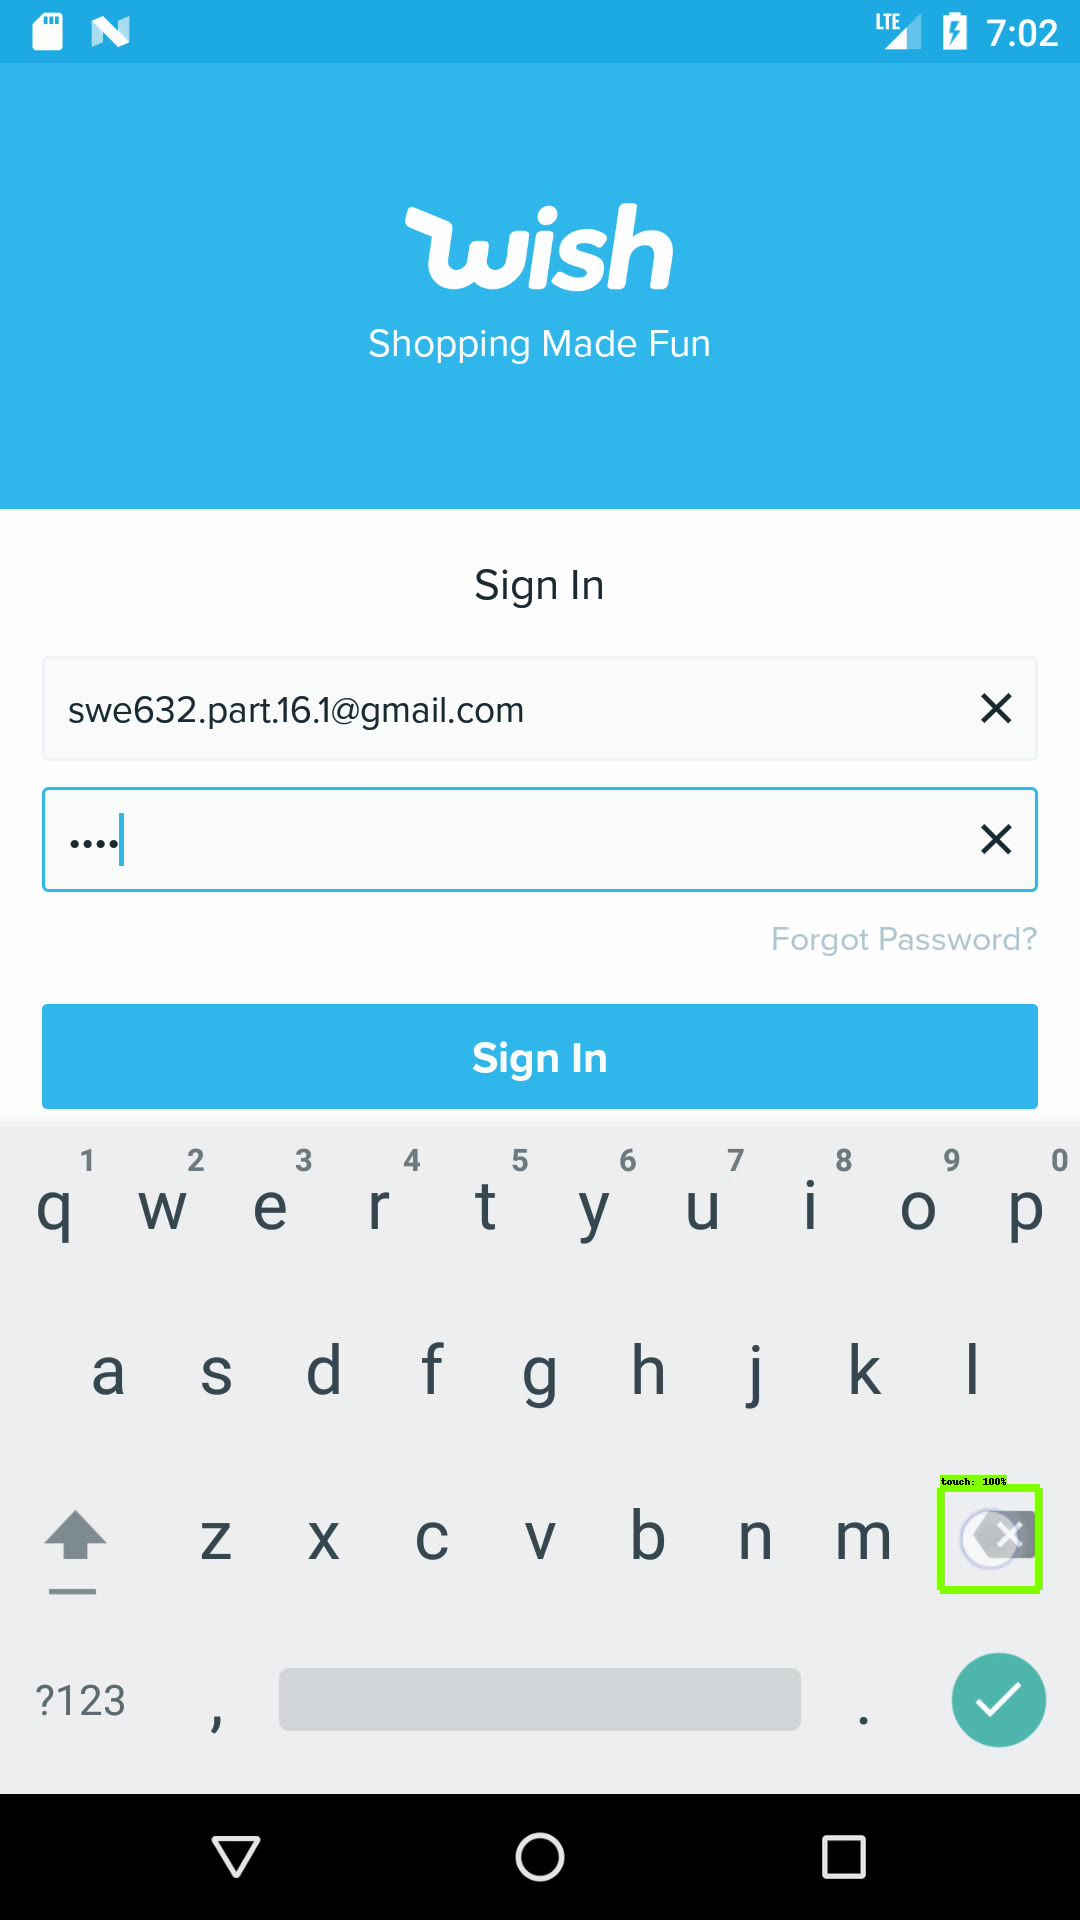 LTE 7:02
wish
Shopping Made Fun
Sign In
swe632.part.16.1@gmail.com
••••
Forgot Password?
Sign In
1 2 3 4 5 6 7 8 9 0
q w e r t y u i o p
a s d f g h j k l
touch: 100%
z x c v b n m
?123 , .